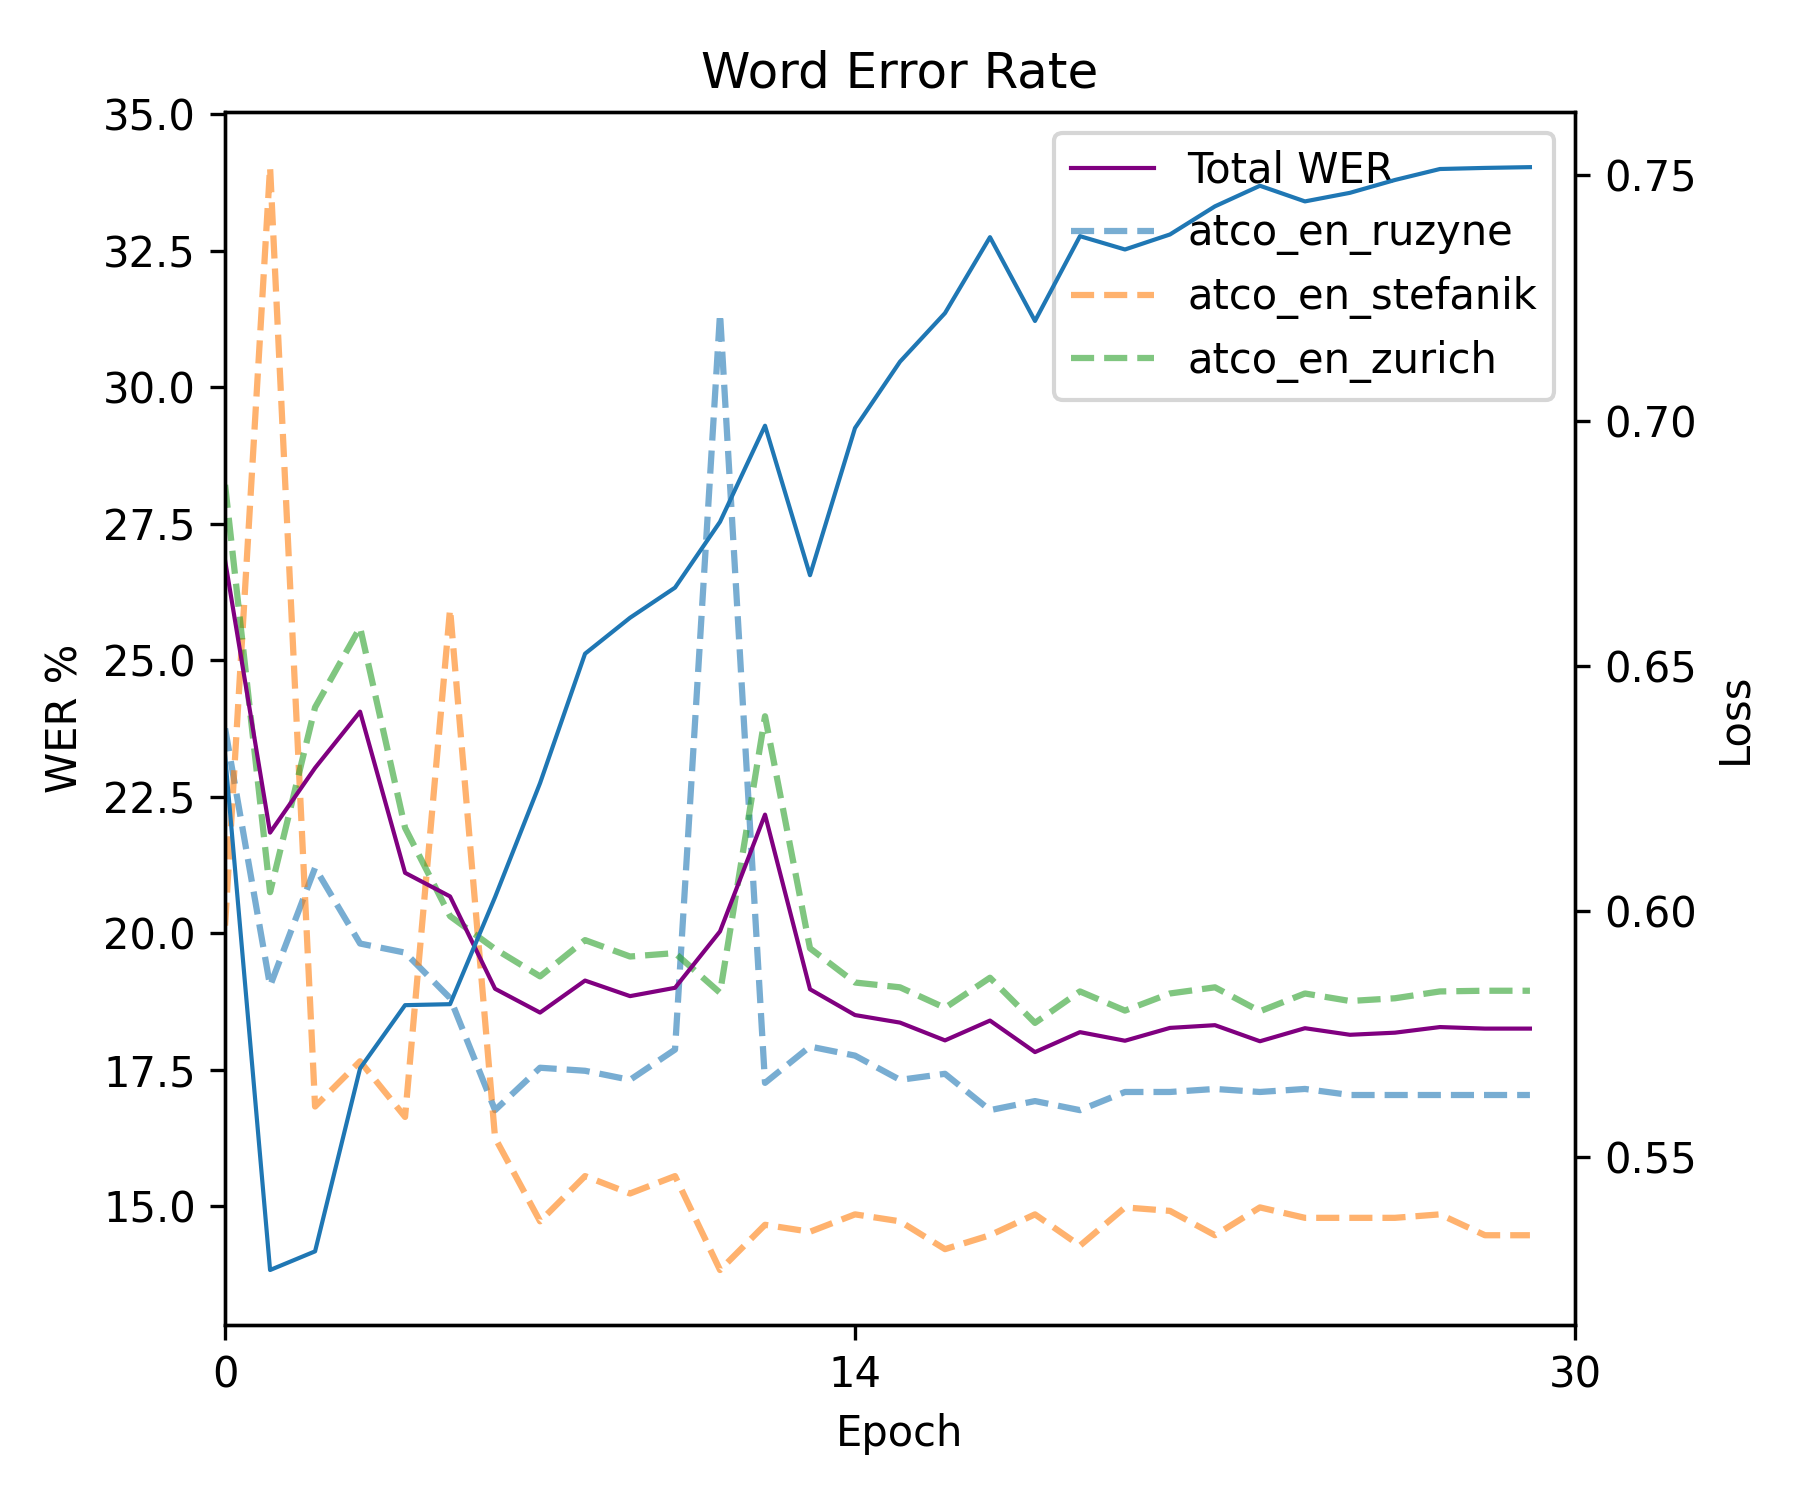 Word Error Rate
35.0
32.5
30.0
27.5
25.0
22.5
20.0
17.5
15.0
WER %
Total WER
atco_en_ruzyne
atco_en_stefanik
atco_en_zurich
0.75
0.70
0.65
0.60
0.55
Loss
0 14 30
Epoch